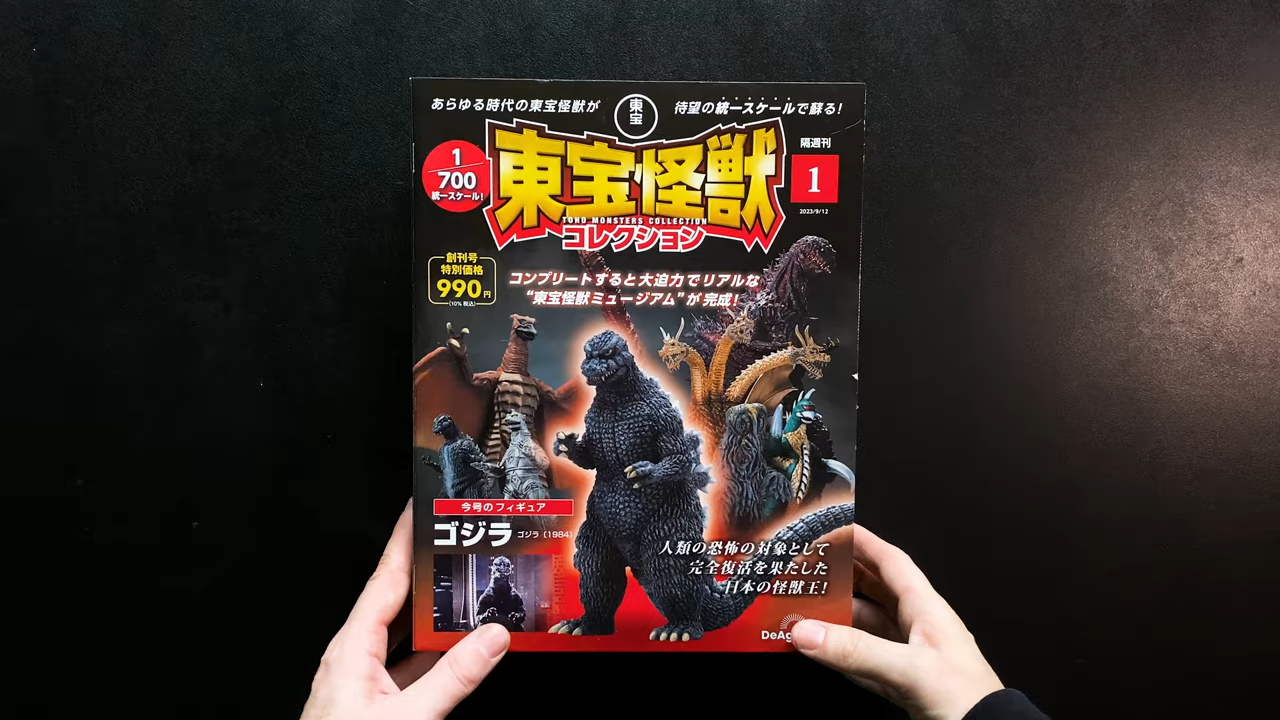 あらゆる時代の東宝怪獣が
東宝
待望の統一スケールで蘇る!
1/700
統一スケール!
東宝怪獣
TOHO MONSTERS COLLECTION
コレクション
隔週刊
1
2023/9/12
創刊号
特別価格
990円
(10%税込)
コンプリートすると大迫力でリアルな
“東宝怪獣ミュージアム”が完成!
今号のフィギュア
ゴジラ ゴジラ(1984)
人類の恐怖の対象として
完全復活を果たした
日本の怪獣王!
DeAg